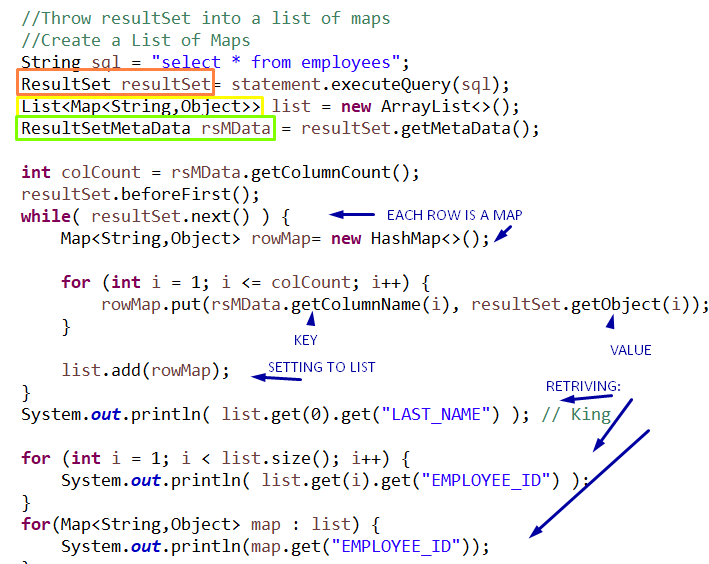 //Throw resultSet into a list of maps
//Create a List of Maps
String sql = "select * from employees";
ResultSet resultSet= statement.executeQuery(sql);
List<Map<String,Object>> list = new ArrayList<>();
ResultSetMetaData rsMData = resultSet.getMetaData();
int colCount = rsMData.getColumnCount();
resultSet.beforeFirst();
while( resultSet.next() ) { EACH ROW IS A MAP
Map<String,Object> rowMap= new HashMap<>();
for (int i = 1; i <= colCount; i++) {
rowMap.put(rsMData.getColumnName(i), resultSet.getObject(i));
}
KEY
VALUE
list.add(rowMap); SETTING TO LIST
RETRIVING:
}
System.out.println( list.get(0).get("LAST_NAME") ); // King
for (int i = 1; i < list.size(); i++) {
System.out.println( list.get(i).get("EMPLOYEE_ID") );
}
for(Map<String,Object> map : list) {
System.out.println(map.get("EMPLOYEE_ID"));